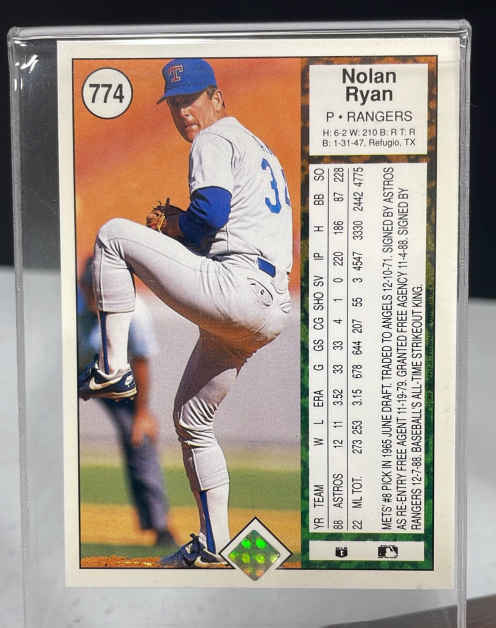 774
Nolan
Ryan
P • RANGERS
H: 6-2 W: 210 B: R T: R
B: 1-31-47, Refugio, TX
T
34
YR TEAM W L ERA G GS CG SHO SV IP H BB SO
88 ASTROS 12 11 3.52 33 33 4 1 0 220 186 87 228
22 ML TOT. 273 253 3.15 678 644 207 55 3 4547 3330 2442 4775
METS' #8 PICK IN 1965 JUNE DRAFT. TRADED TO ANGELS 12-10-71. SIGNED BY ASTROS
AS RE-ENTRY FREE AGENT 11-19-79. GRANTED FREE AGENCY 11-4-88. SIGNED BY
RANGERS 12-7-88. BASEBALL'S ALL-TIME STRIKEOUT KING.